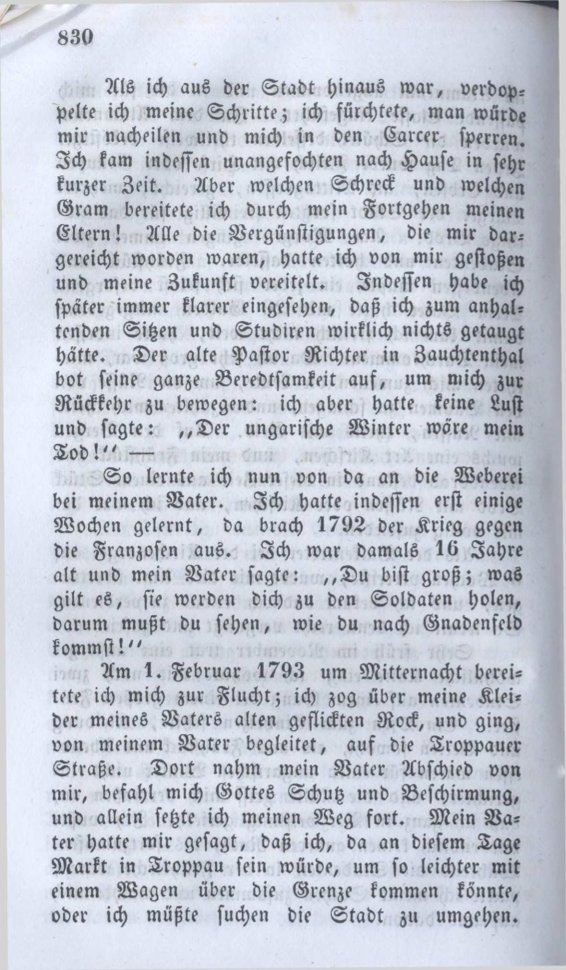 830
Als ich aus der Stadt hinaus war, verdop-
pelte ich meine Schritte; ich fürchtete, man würde
mir nacheilen und mich in den Carcer sperren.
Ich kam indessen unangefochten nach Hause in sehr
kurzer Zeit. Aber welchen Schreck und welchen
Gram bereitete ich durch mein Fortgehen meinen
Eltern! Alle die Vergünstigungen, die mir dar-
gereicht worden waren, hatte ich von mir gestoßen
und meine Zukunft vereitelt. Indessen habe ich
später immer klarer eingesehen, daß ich zum anhal-
tenden Sitzen und Studiren wirklich nichts getaugt
hätte. Der alte Pastor Richter in Zauchtenthal
bot seine ganze Beredtsamkeit auf, um mich zur
Rückkehr zu bewegen: ich aber hatte keine Lust
und sagte: ,,Der ungarische Winter wäre mein
Tod!'' —
So lernte ich nun von da an die Weberei
bei meinem Vater. Ich hatte indessen erst einige
Wochen gelernt, da brach 1792 der Krieg gegen
die Franzosen aus. Ich war damals 16 Jahre
alt und mein Vater sagte: ,,Du bist groß; was
gilt es, sie werden dich zu den Soldaten holen,
darum mußt du sehen, wie du nach Gnadenfeld
kommst!''
Am 1. Februar 1793 um Mitternacht berei-
tete ich mich zur Flucht; ich zog über meine Klei-
der meines Vaters alten geflickten Rock, und ging,
von meinem Vater begleitet, auf die Troppauer
Straße. Dort nahm mein Vater Abschied von
mir, befahl mich Gottes Schutz und Beschirmung,
und allein setzte ich meinen Weg fort. Mein Va-
ter hatte mir gesagt, daß ich, da an diesem Tage
Markt in Troppau sein würde, um so leichter mit
einem Wagen über die Grenze kommen könnte,
oder ich müßte suchen die Stadt zu umgehen.